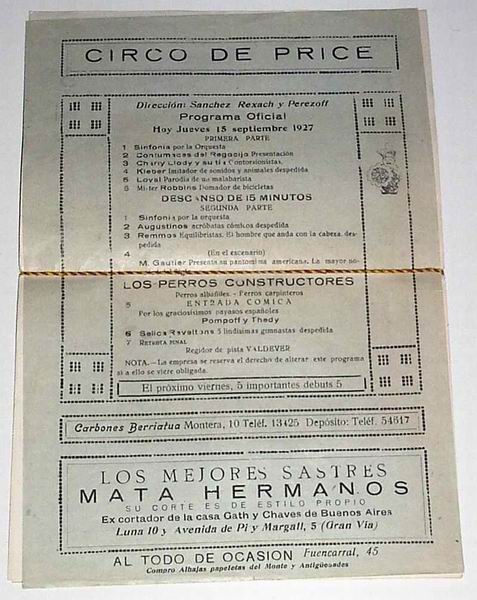 CIRCO DE PRICE
Dirección: Sanchez Rexach y Perezoff
Programa Oficial
Hoy Jueves 15 septiembre 1927
PRIMERA PARTE
1 Sinfonía por la Orquesta
2 Contumaces del Regocijo Presentación
3 Charry Llody y su tía Contorsionistas
4 Kleber Imitador de sonidos y animales despedida
5 Loval Parodia de un malabarista
6 Mister Robbins Domador de bicicletas
DESCANSO DE 15 MINUTOS
SEGUNDA PARTE
1 Sinfonía por la orquesta
2 Augustinos acróbatas cómicos despedida
3 Remmos Equilibristas. El hombre que anda con la cabeza. des-
pedida
4 (En el escenario)
M. Gautier Presenta su pantomima americana. La mayor no-
LOS PERROS CONSTRUCTORES
Perros albañiles. - Perros carpinteros
5 ENTRADA COMICA
Por los graciosísimos payasos españoles
Pompoff y Thedy
6 Selica Revaltons 5 lindísimas gimnastas despedida
7 RETRETA FINAL
Regidor de pista VALDEVER
NOTA.—La empresa se reserva el derecho de alterar este programa
si a ello se viere obligada.
El próximo viernes, 5 importantes debuts 5
Carbones Berriatua Montera, 10 Teléf. 13425 Depósito: Teléf. 54617
LOS MEJORES SASTRES
MATA HERMANOS
SU CORTE ES DE ESTILO PROPIO
Ex cortador de la casa Gath y Chaves de Buenos Aires
Luna 10 y Avenida de Pi y Margall, 5 (Gran Vía)
AL TODO DE OCASION Fuencarral, 45
Compro Alhajas papeletas del Monte y Antigüedades